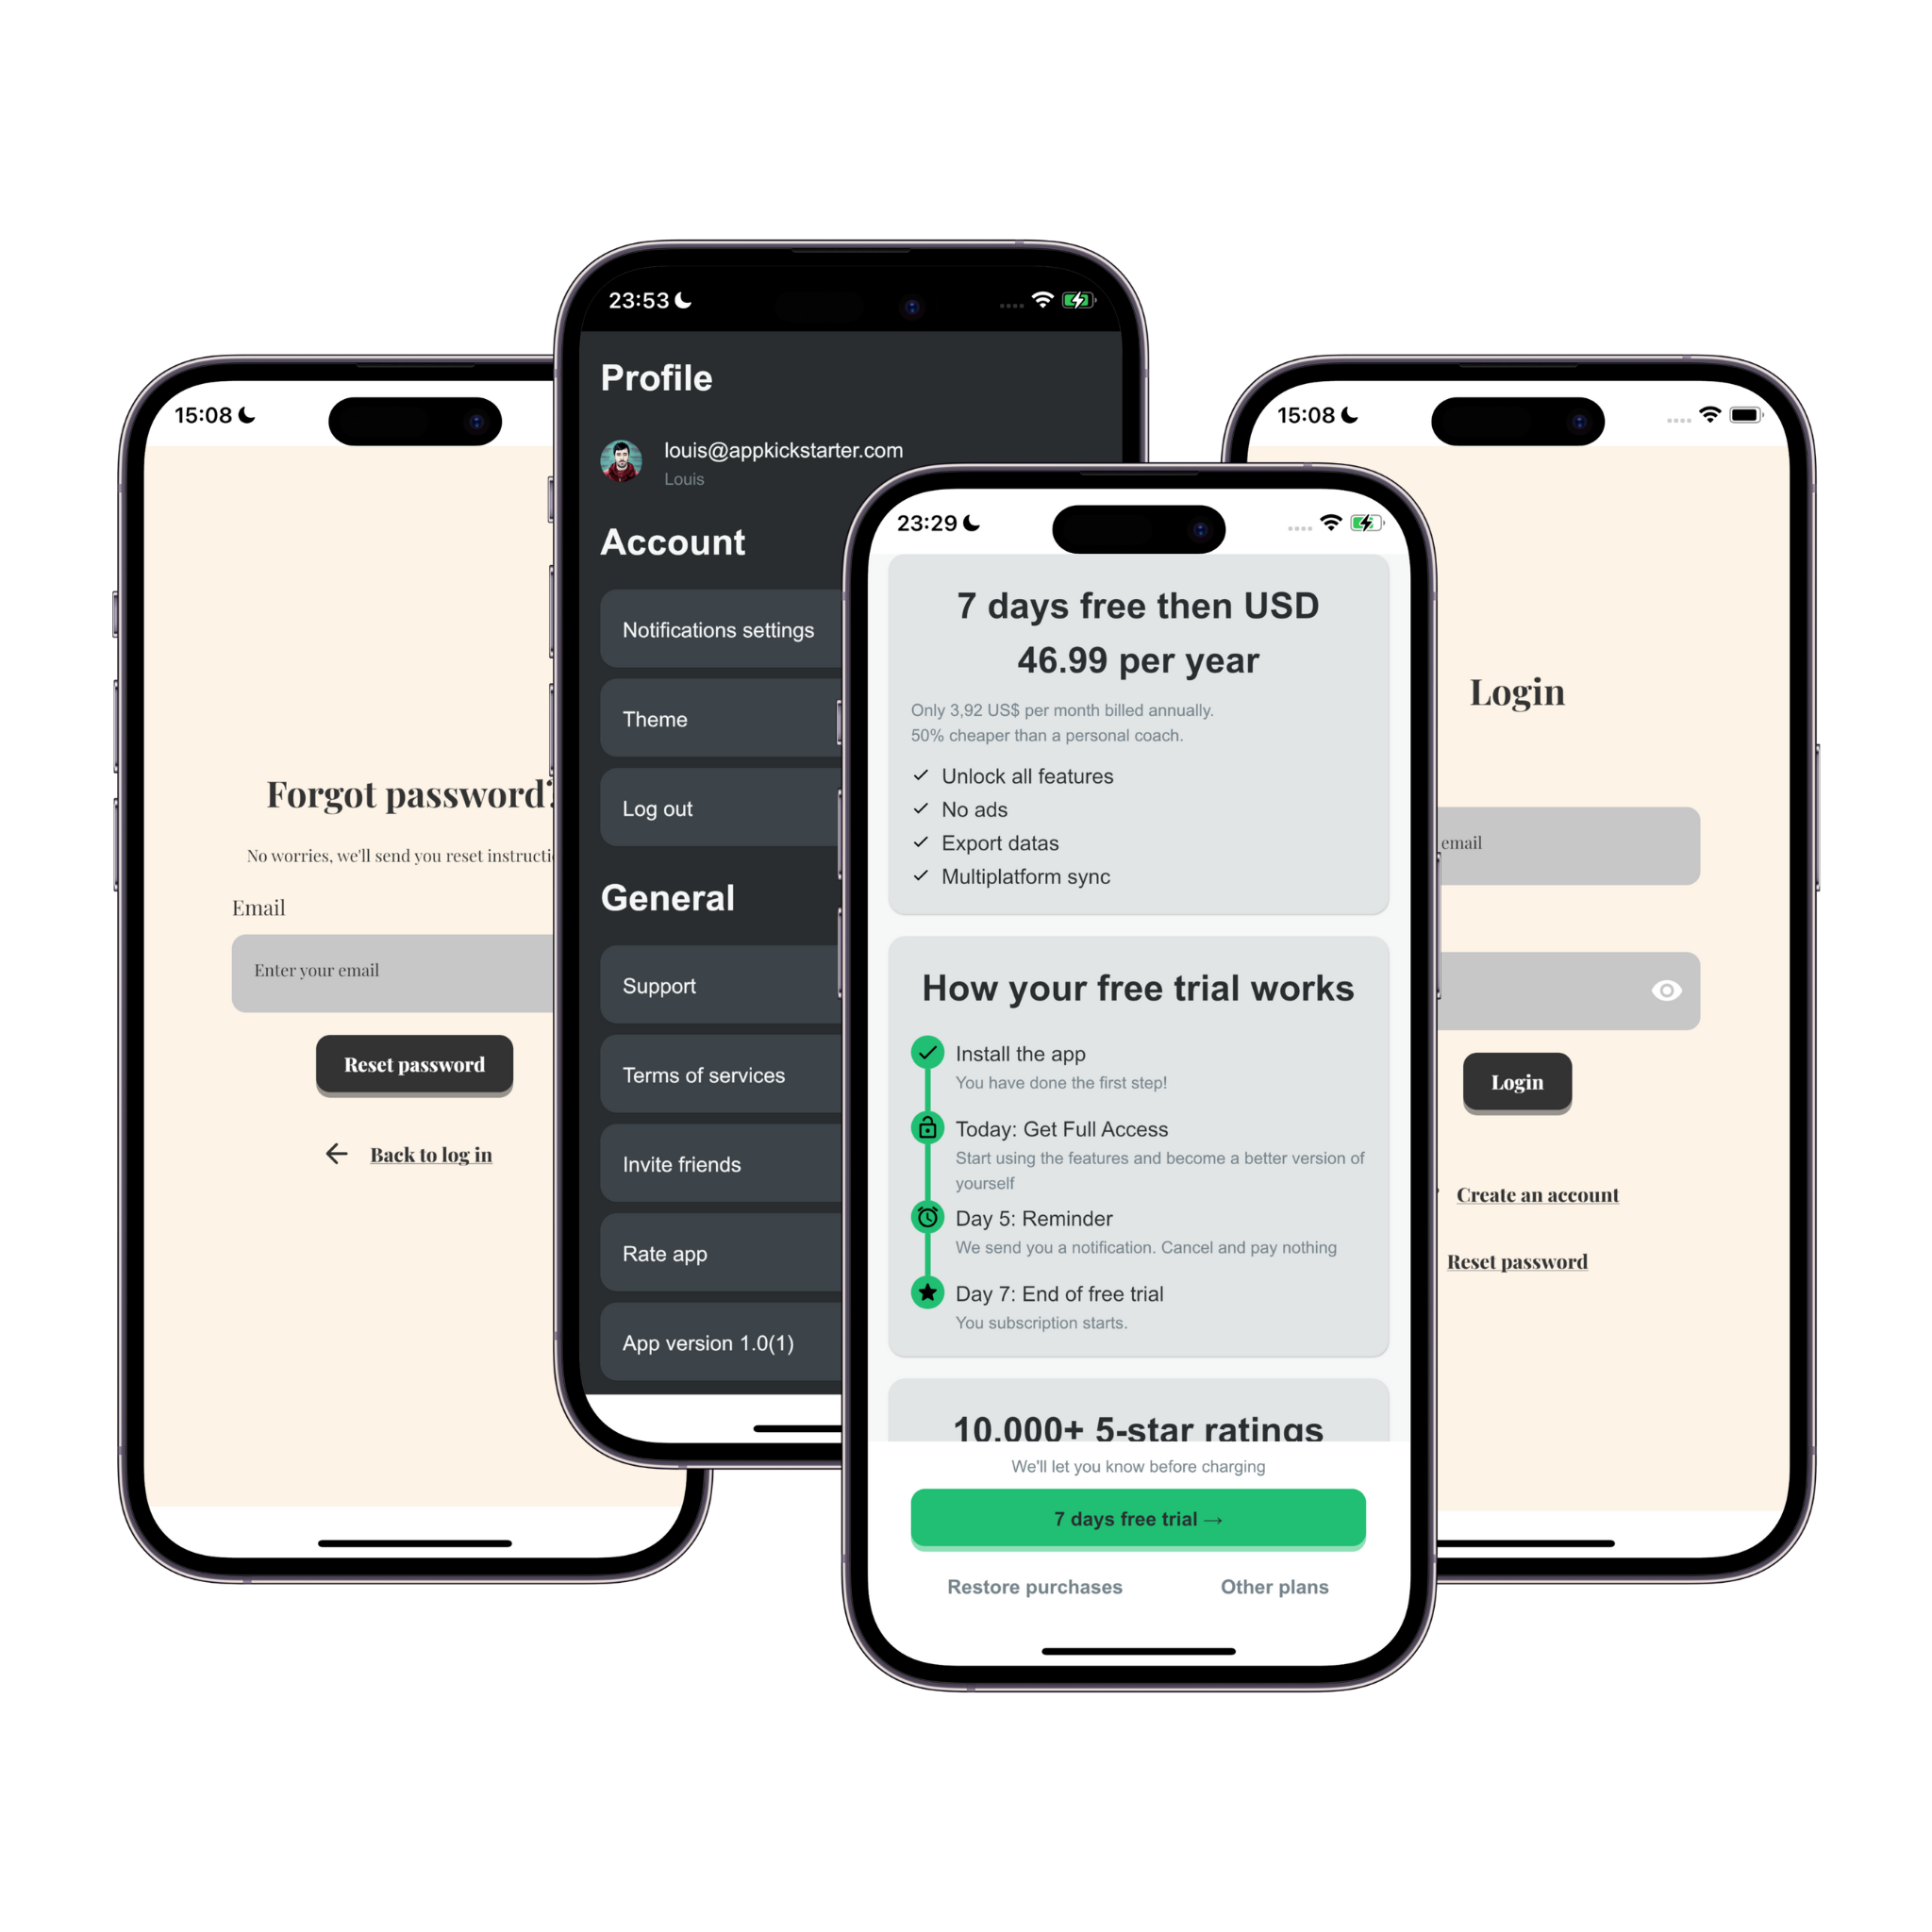 15:08
Forgot password?
No worries, we'll send you reset
Email
Enter your email
Reset password
Back to log in
23:53
Profile
louis@appkickstarter.com
Louis
Account
Notifications settings
Theme
Log out
General
Support
Terms of services
Invite friends
Rate app
App version 1.0(1)
23:29
7 days free then USD
46.99 per year
Only 3,92 US$ per month billed annually.
50% cheaper than a personal coach.
Unlock all features
No ads
Export datas
Multiplatform sync
How your free trial works
Install the app
You have done the first step!
Today: Get Full Access
Start using the features and become a better version of
yourself
Day 5: Reminder
We send you a notification. Cancel and pay nothing
Day 7: End of free trial
You subscription starts.
10.000+ 5-star ratings
We'll let you know before charging
7 days free trial →
Restore purchases
Other plans
15:08
Login
email
Login
Create an account
Reset password